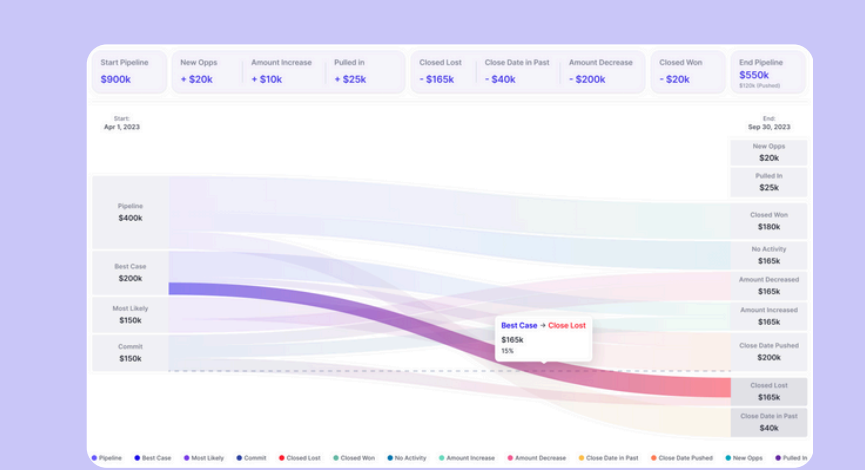 Start Pipeline
$900k
New Opps
+ $20k
Amount Increase
+ $10k
Pulled in
+ $25k
Closed Lost
- $165k
Close Date in Past
- $40k
Amount Decrease
- $200k
Closed Won
- $20k
End Pipeline
$550k
$120k (Pushed)
Start:
Apr 1, 2023
End:
Sep 30, 2023
Pipeline
$400k
Best Case
$200k
Most Likely
$150k
Commit
$150k
Best Case → Close Lost
$165k
15%
New Opps
$20k
Pulled In
$25k
Closed Won
$180k
No Activity
$165k
Amount Decreased
$165k
Amount Increased
$165k
Close Date Pushed
$200k
Closed Lost
$165k
Close Date in Past
$40k
Pipeline Best Case Most Likely Commit Closed Lost Closed Won No Activity Amount Increase Amount Decrease Close Date in Past Close Date Pushed New Opps Pulled In